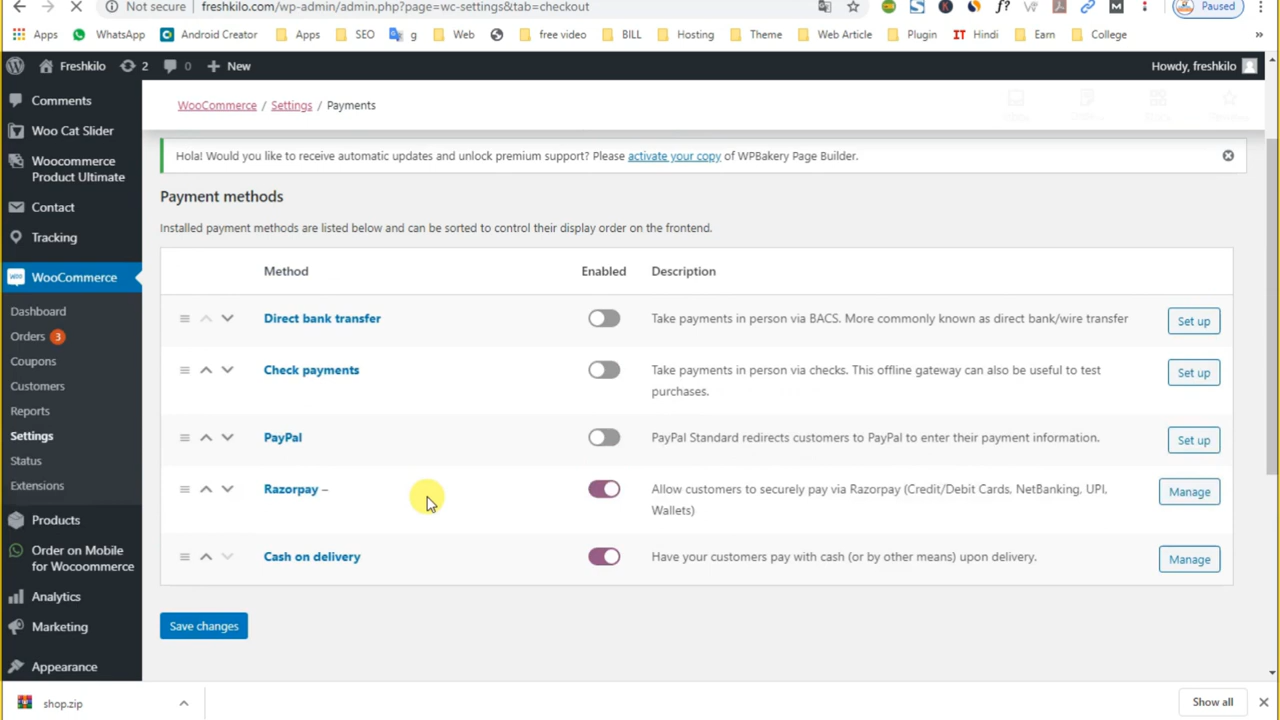 Not secure | freshkilo.com/wp-admin/admin.php?page=wc-settings&tab=checkout
Paused
Apps WhatsApp Android Creator Apps SEO g Web free video BILL Hosting Theme Web Article Plugin IT Hindi Earn College »
Freshkilo 2 0 + New
Howdy, freshkilo
Comments
Woo Cat Slider
Woocommerce
Product Ultimate
Contact
Tracking
WooCommerce
Dashboard
Orders 3
Coupons
Customers
Reports
Settings
Status
Extensions
Products
Order on Mobile
for Wocoommerce
Analytics
Marketing
Appearance
WooCommerce / Settings / Payments
Hola! Would you like to receive automatic updates and unlock premium support? Please activate your copy of WPBakery Page Builder.
Payment methods
Installed payment methods are listed below and can be sorted to control their display order on the frontend.
Method Enabled Description
Direct bank transfer Take payments in person via BACS. More commonly known as direct bank/wire transfer Set up
Check payments Take payments in person via checks. This offline gateway can also be useful to test Set up
purchases.
PayPal PayPal Standard redirects customers to PayPal to enter their payment information. Set up
Razorpay – Allow customers to securely pay via Razorpay (Credit/Debit Cards, NetBanking, UPI, Manage
Wallets)
Cash on delivery Have your customers pay with cash (or by other means) upon delivery. Manage
Save changes
shop.zip
Show all